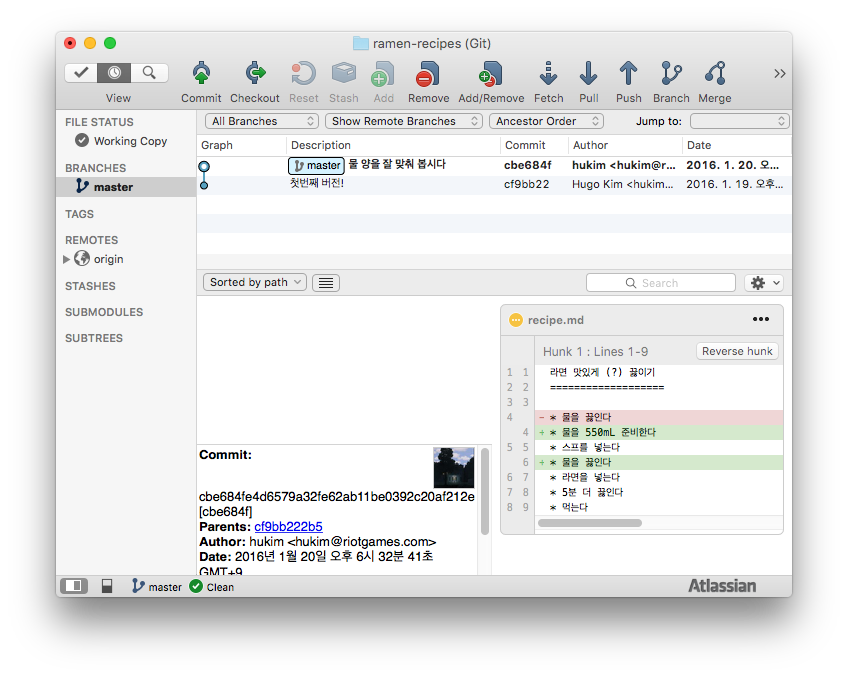 ramen-recipes (Git)
View Commit Checkout Reset Stash Add Remove Add/Remove Fetch Pull Push Branch Merge
FILE STATUS
Working Copy
BRANCHES
master
TAGS
REMOTES
origin
STASHES
SUBMODULES
SUBTREES
All Branches Show Remote Branches Ancestor Order Jump to:
Graph Description Commit Author Date
master 물 양을 잘 맞춰 봅시다 cbe684f hukim <hukim@r... 2016. 1. 20. 오...
첫번째 버전! cf9bb22 Hugo Kim <hukim... 2016. 1. 19. 오후...
Sorted by path Search
Commit:
cbe684fe4d6579a32fe62ab11be0392c20af212e
[cbe684f]
Parents: cf9bb222b5
Author: hukim <hukim@riotgames.com>
Date: 2016년 1월 20일 오후 6시 32분 41초
GMT+9
recipe.md
Hunk 1 : Lines 1-9 Reverse hunk
1 1 라면 맛있게 (?) 끓이기
2 2 ===================
3 3
4 - * 물을 끓인다
4 + * 물을 550mL 준비한다
5 5 * 스프를 넣는다
6 + * 물을 끓인다
6 7 * 라면을 넣는다
7 8 * 5분 더 끓인다
8 9 * 먹는다
master Clean Atlassian